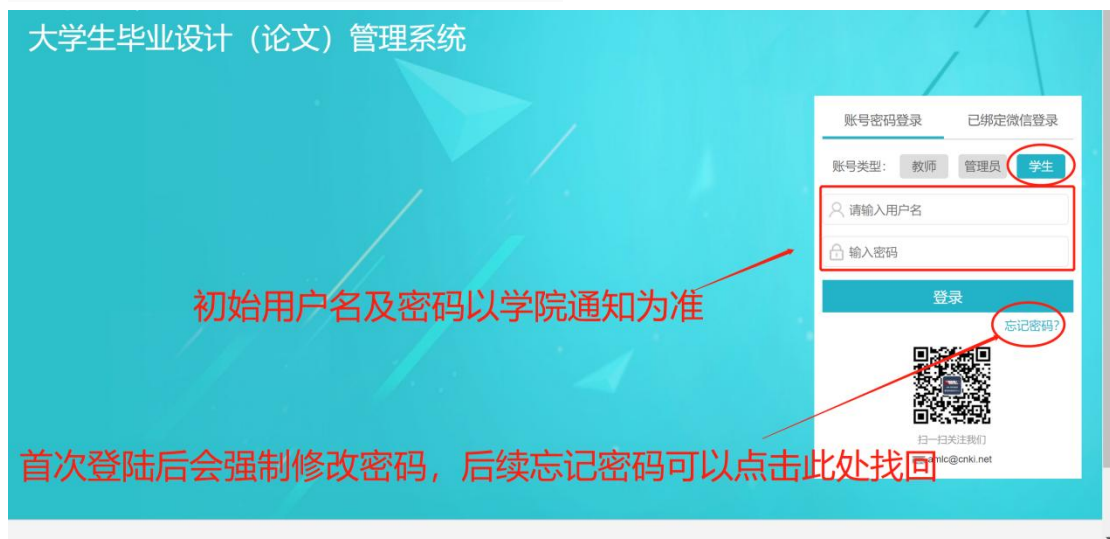 大学生毕业设计（论文）管理系统
账号密码登录 已绑定微信登录
账号类型： 教师 管理员 学生
请输入用户名
输入密码
初始用户名及密码以学院通知为准
登录
忘记密码?
扫一扫关注我们
首次登陆后会强制修改密码，后续忘记密码可以点击此处找回
amlc@cnki.net